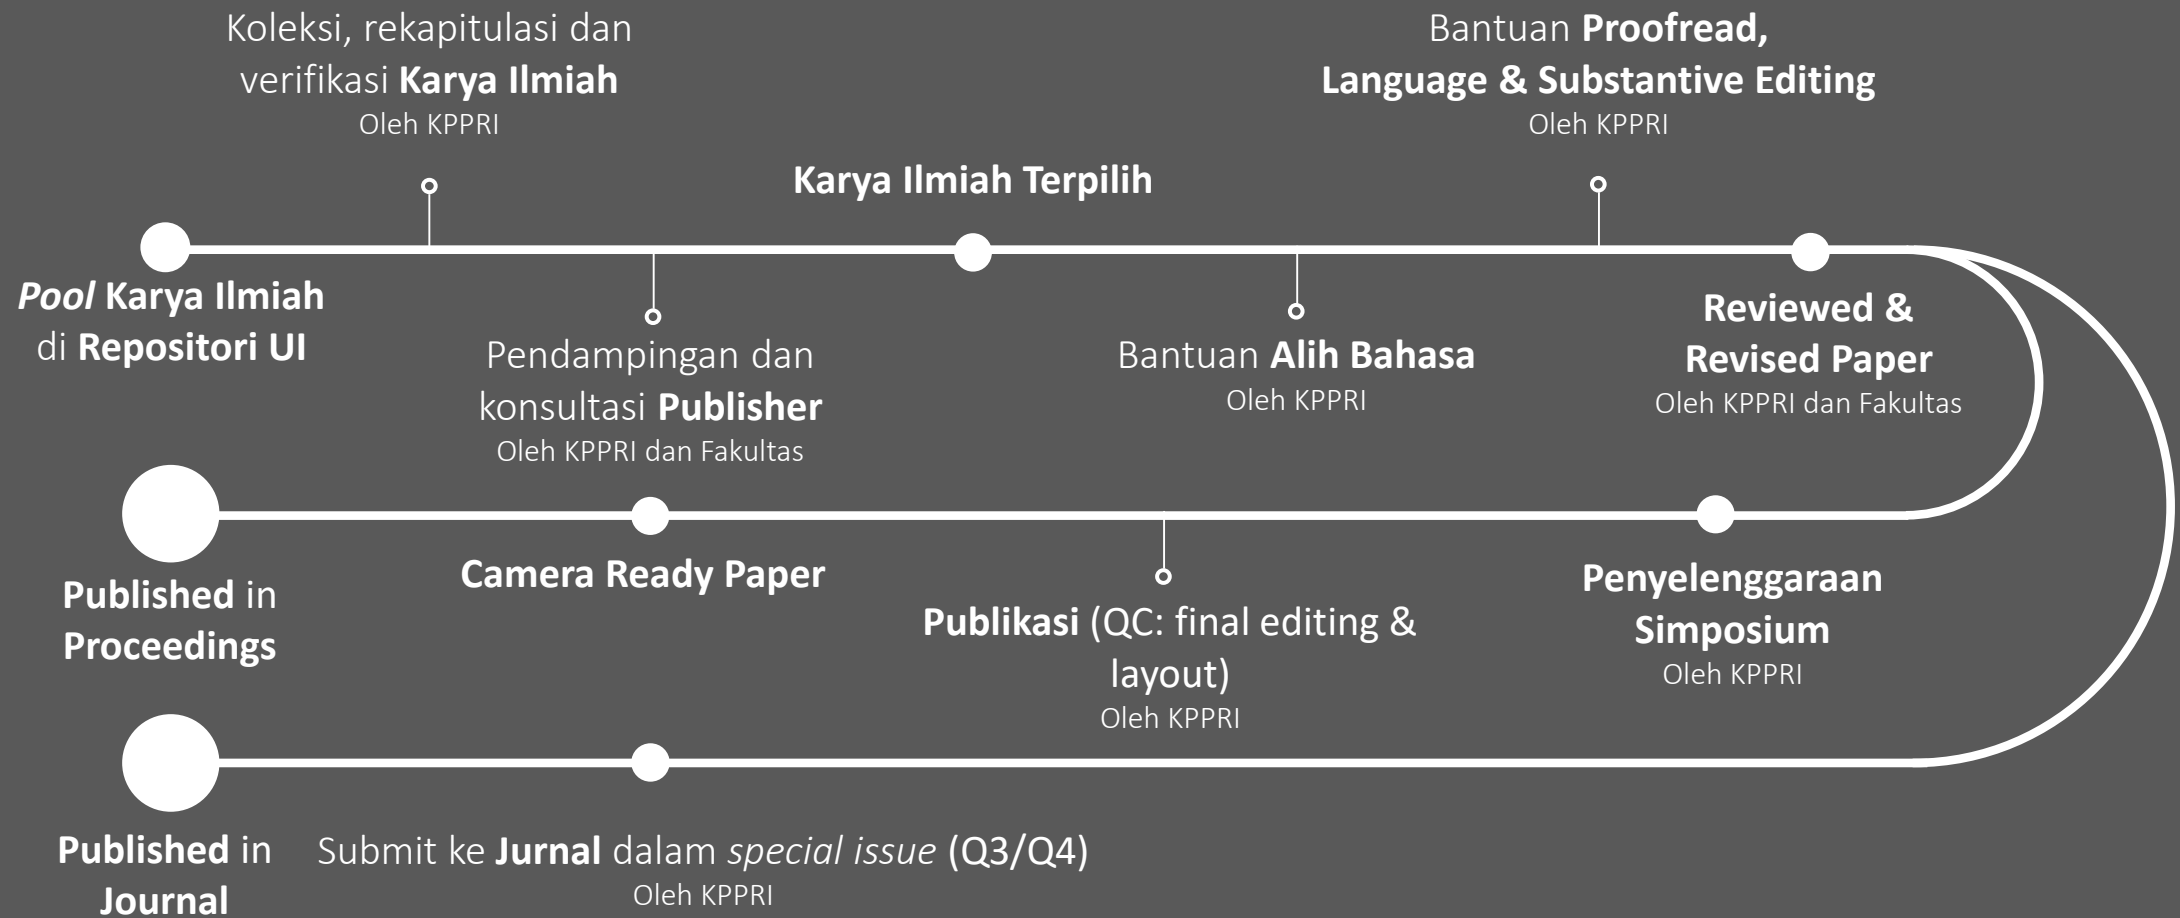 Koleksi, rekapitulasi dan
verifikasi Karya Ilmiah
Oleh KPPRI
Bantuan Proofread,
Language & Substantive Editing
Oleh KPPRI
Karya Ilmiah Terpilih
Pool Karya Ilmiah
di Repositori UI
Pendampingan dan
konsultasi Publisher
Oleh KPPRI dan Fakultas
Bantuan Alih Bahasa
Oleh KPPRI
Reviewed &
Revised Paper
Oleh KPPRI dan Fakultas
Published in
Proceedings
Camera Ready Paper
Publikasi (QC: final editing &
layout)
Oleh KPPRI
Penyelenggaraan
Simposium
Oleh KPPRI
Published in
Journal
Submit ke Jurnal dalam special issue (Q3/Q4)
Oleh KPPRI